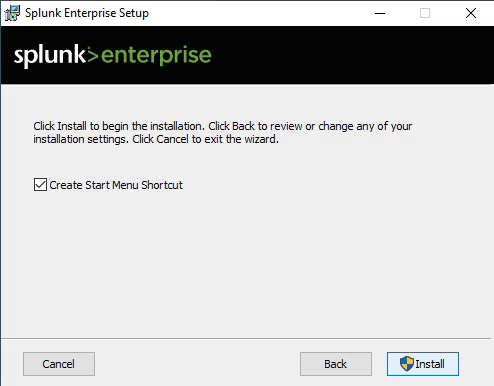 Splunk Enterprise Setup
splunk>enterprise
Click Install to begin the installation. Click Back to review or change any of your
installation settings. Click Cancel to exit the wizard.
Create Start Menu Shortcut
Cancel
Back
Install